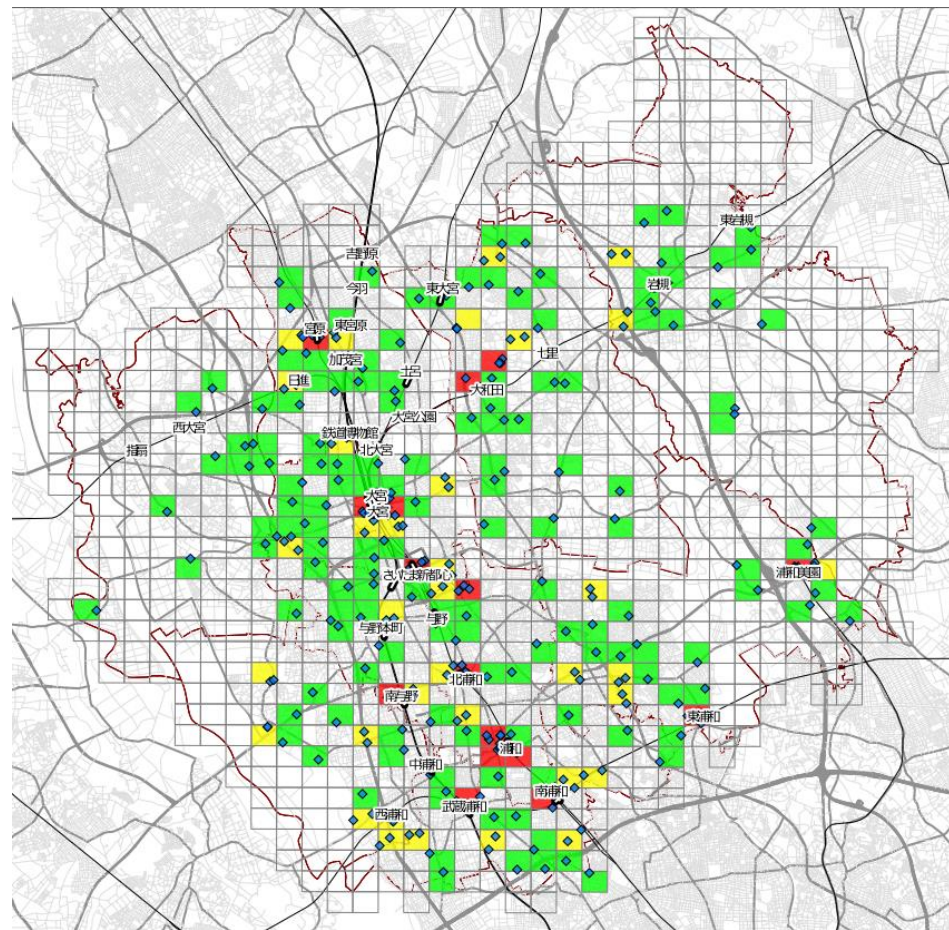 東岩槻
吉野原
今羽
東大宮
岩槻
宮原
東宮原
加茂宮
七里
日進
土呂
大和田
大宮公園
西大宮
鉄道博物館
指扇
北大宮
大宮
大宮
さいたま新都心
浦和美園
与野
与野本町
北浦和
南与野
東浦和
浦和
中浦和
南浦和
武蔵浦和
西浦和